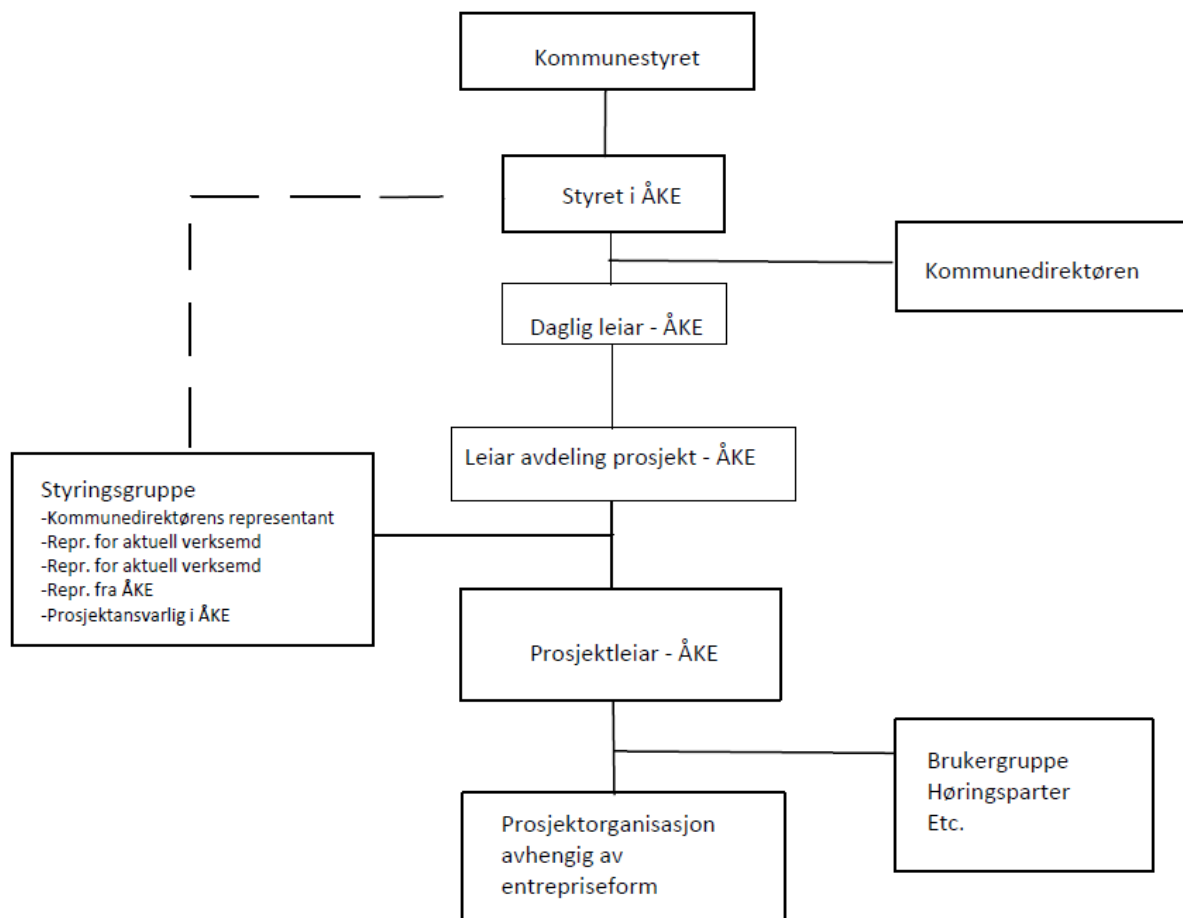 Kommunestyret
Styret i ÅKE
Kommunedirektøren
Daglig leiar - ÅKE
Leiar avdeling prosjekt - ÅKE
Styringsgruppe
-Kommunedirektørens representant
-Repr. for aktuell verksemd
-Repr. for aktuell verksemd
-Repr. fra ÅKE
-Prosjektansvarlig i ÅKE
Prosjektleiar - ÅKE
Brukergruppe
Høringsparter
Etc.
Prosjektorganisasjon
avhengig av
entrepriseform